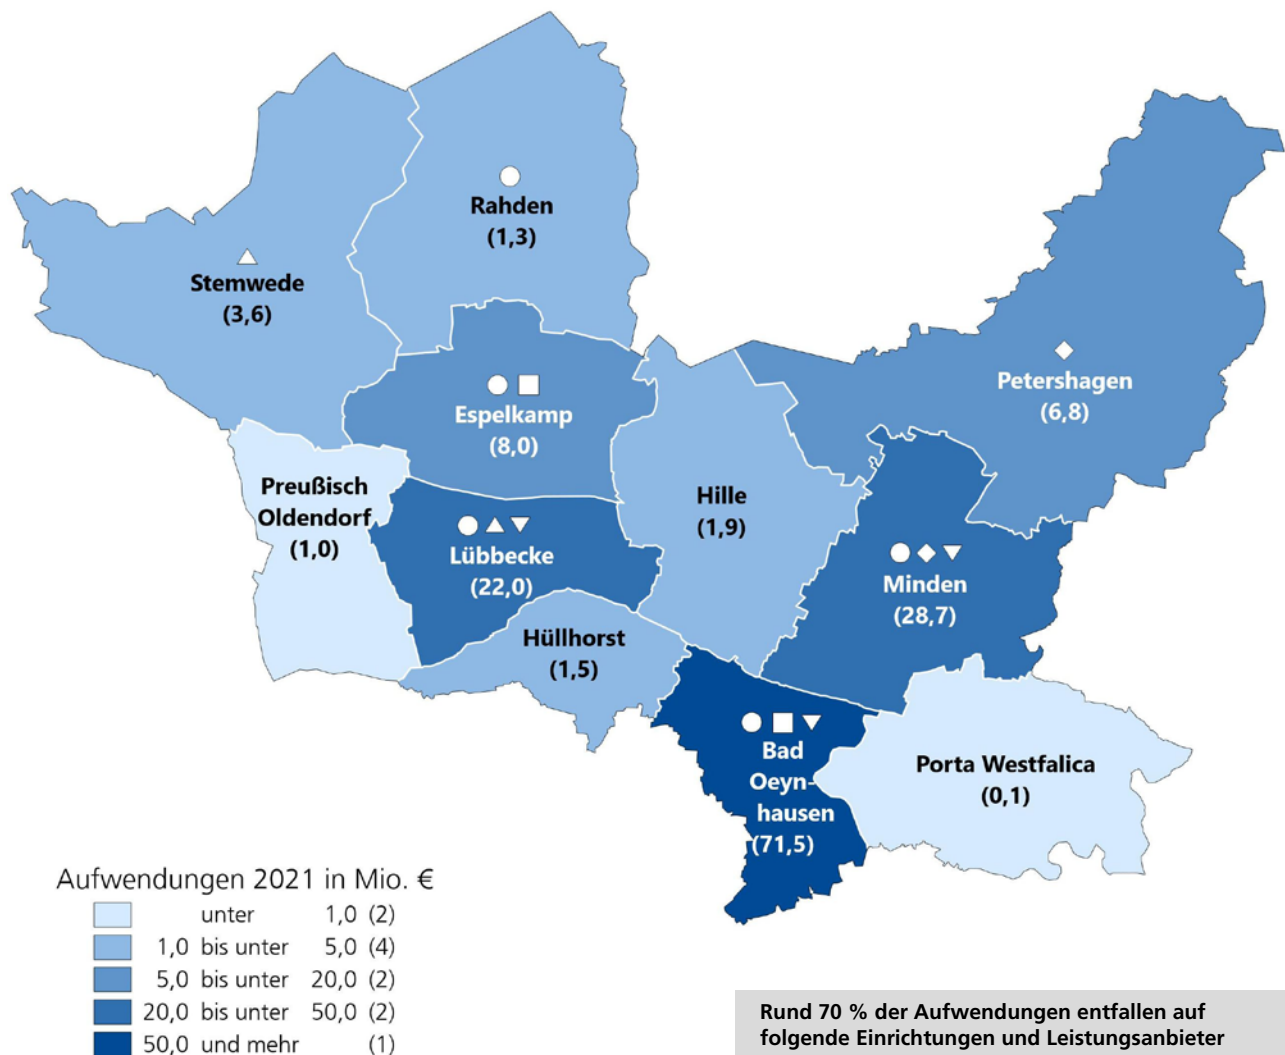 Rahden
(1,3)
Stemwede
(3,6)
Petershagen
(6,8)
Espelkamp
(8,0)
Preußisch
Oldendorf
(1,0)
Hille
(1,9)
Lübbecke
(22,0)
Minden
(28,7)
Hüllhorst
(1,5)
Bad
Oeyn-
hausen
(71,5)
Porta Westfalica
(0,1)
Aufwendungen 2021 in Mio. €
unter 1,0 (2)
1,0 bis unter 5,0 (4)
5,0 bis unter 20,0 (2)
20,0 bis unter 50,0 (2)
50,0 und mehr (1)
Rund 70 % der Aufwendungen entfallen auf
folgende Einrichtungen und Leistungsanbieter